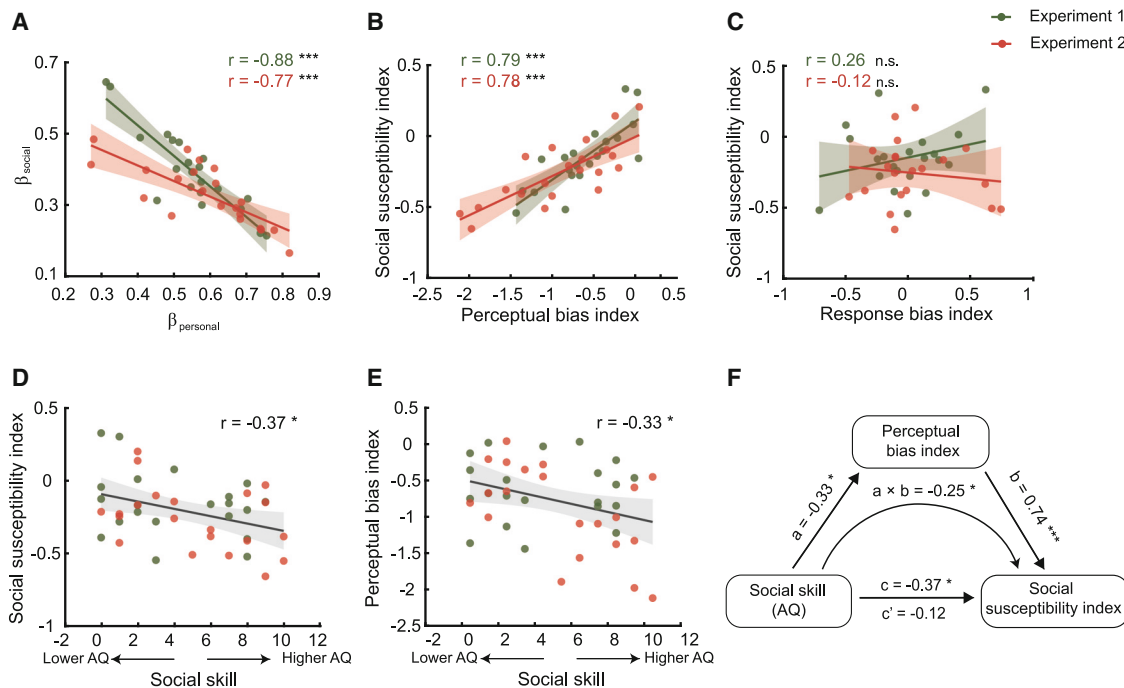 Experiment 1
Experiment 2
A
r = -0.88 ***
r = -0.77 ***
0.7
0.5
0.3
0.1
βsocial
0.2 0.3 0.4 0.5 0.6 0.7 0.8 0.9
βpersonal
B
r = 0.79 ***
r = 0.78 ***
0.5
0
-0.5
-1
Social susceptibility index
-2.5 -2 -1.5 -1 -0.5 0 0.5
Perceptual bias index
C
r = 0.26 n.s.
r = -0.12 n.s.
0.5
0
-0.5
-1
Social susceptibility index
-1 -0.5 0 0.5 1
Response bias index
D
r = -0.37 *
0.5
0
-0.5
-1
Social susceptibility index
-2 0 2 4 6 8 10 12
Lower AQ Higher AQ
Social skill
E
r = -0.33 *
0.5
0
-0.5
-1
-1.5
-2
-2.5
Perceptual bias index
-2 0 2 4 6 8 10 12
Lower AQ Higher AQ
Social skill
F
Perceptual
bias index
a = -0.33 *
a × b = -0.25 *
b = 0.74 ***
Social skill
(AQ)
c = -0.37 *
c' = -0.12
Social
susceptibility index